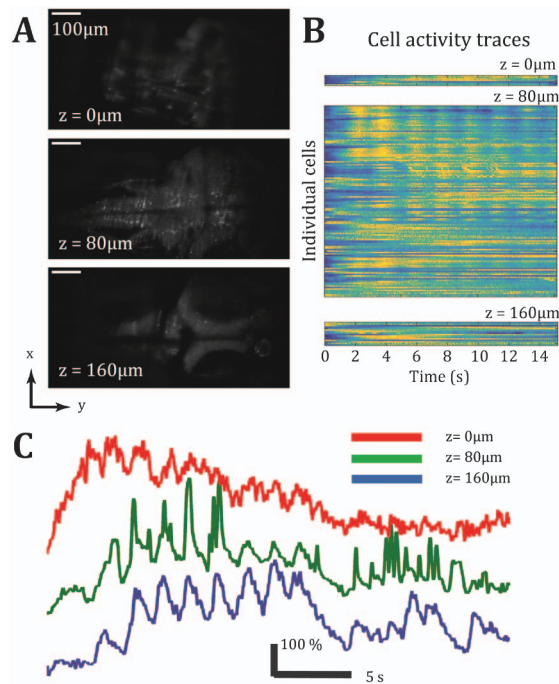 A
100μm
z = 0μm
z = 80μm
z = 160μm
x
y
B
Cell activity traces
z = 0μm
z = 80μm
Individual cells
z = 160μm
0 2 4 6 8 10 12 14
Time (s)
C
z= 0μm
z= 80μm
z= 160μm
100 %
5 s